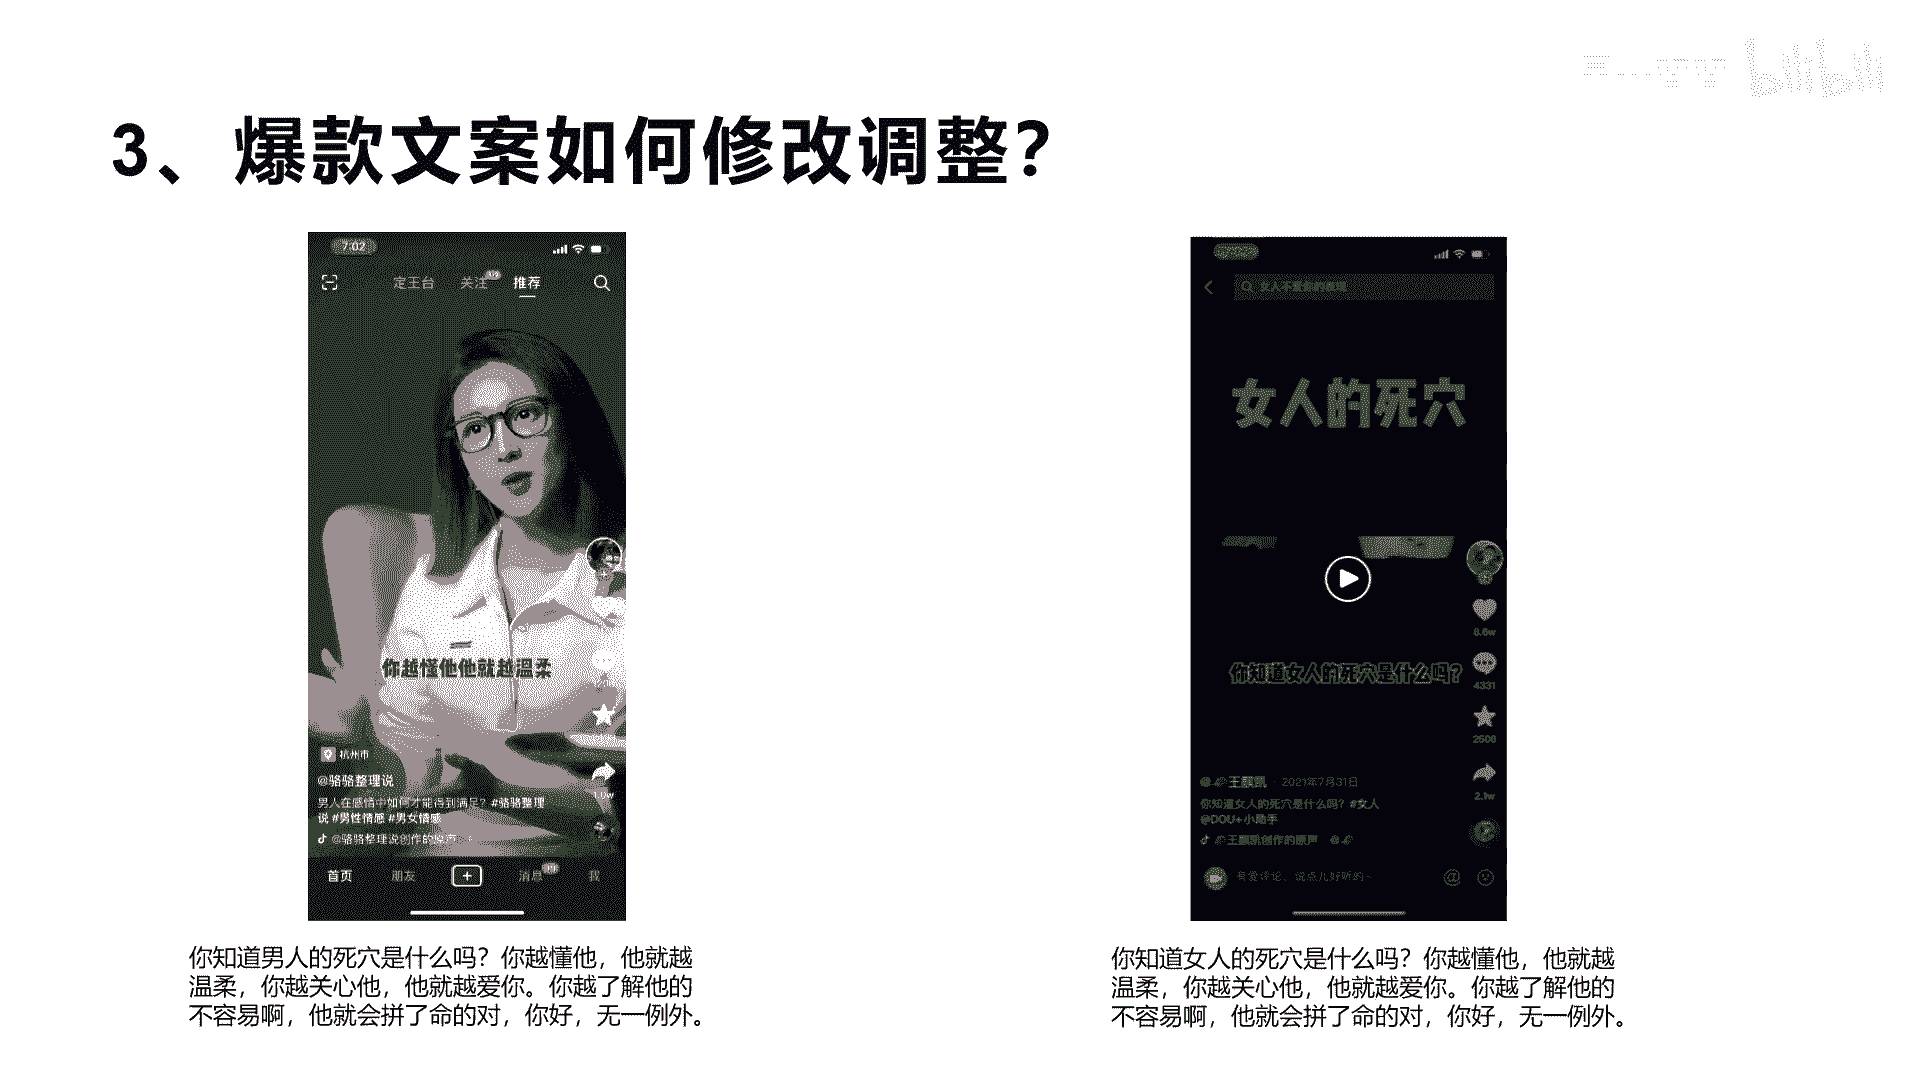 bilibili
3、爆款文案如何修改调整？
7:02
定王台 关注 推荐
你越懂他他就越温柔
杭州市
@骆骆整理说
男人在感情中如何才能得到满足？#骆骆整理
说 #男性情感 #男女情感
@骆骆整理说创作的原声
1.0w
首页 朋友 消息 我
你知道男人的死穴是什么吗？你越懂他，他就越
温柔，你越关心他，他就越爱你。你越了解他的
不容易啊，他就会拼了命的对，你好，无一例外。
女人不爱你的表现
女人的死穴
8.6w
你知道女人的死穴是什么吗?
4331
2508
2021年7月31日
你知道女人的死穴是什么吗？#女人
@DOU+小助手
2.1w
有爱评论，说点儿好听的~
你知道女人的死穴是什么吗？你越懂他，他就越
温柔，你越关心他，他就越爱你。你越了解他的
不容易啊，他就会拼了命的对，你好，无一例外。